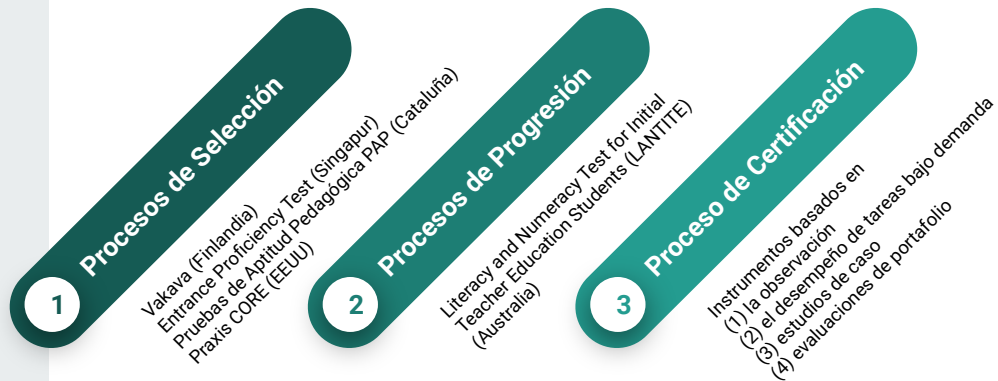 1
Procesos de Selección
Vakava (Finlandia)
Entrance Proficiency Test (Singapur)
Pruebas de Aptitud Pedagógica PAP (Cataluña)
Praxis CORE (EEUU)
2
Procesos de Progresión
Literacy and Numeracy Test for Initial
Teacher Education Students (LANTITE)
(Australia)
3
Proceso de Certificación
Instrumentos basados en
(1) la observación
(2) el desempeño de tareas bajo demanda
(3) estudios de caso
(4) evaluaciones de portafolio